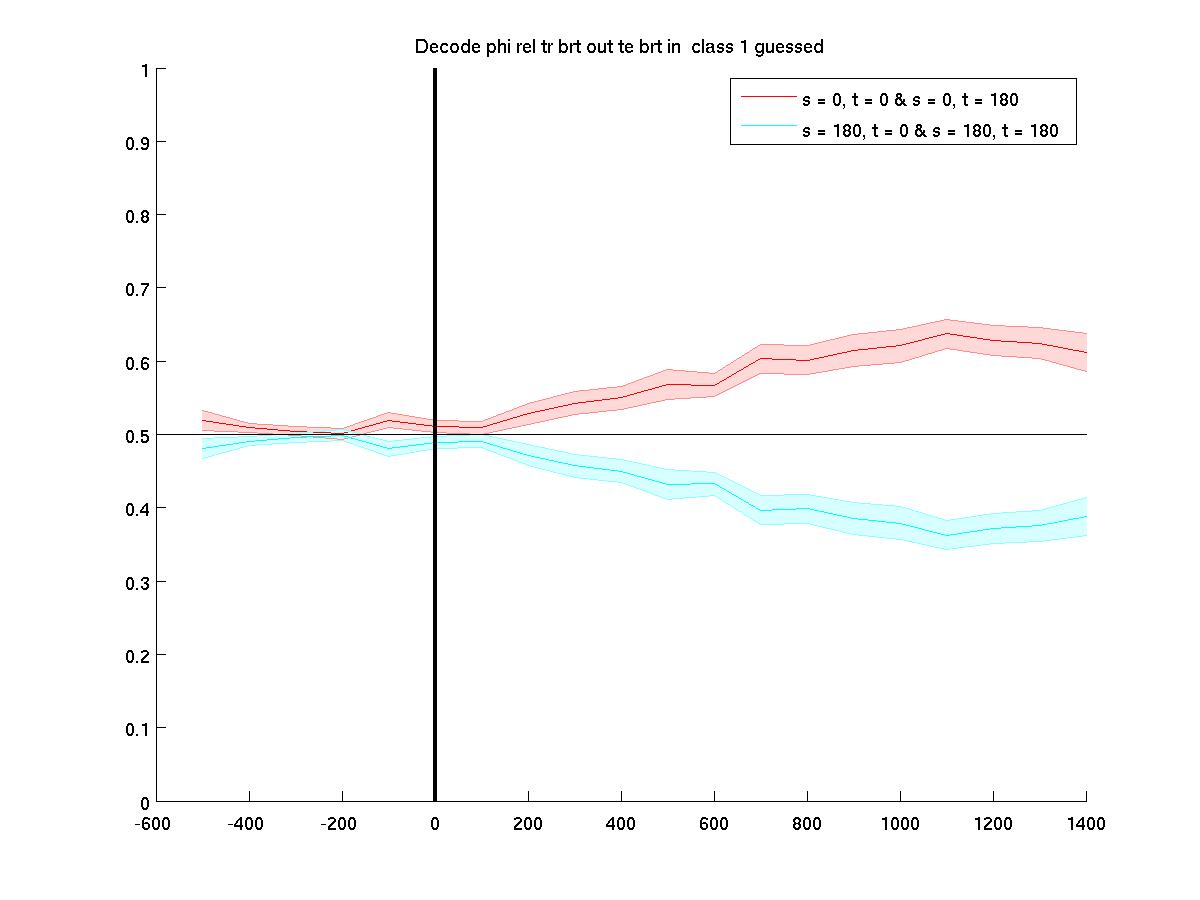 Decode phi rel tr brt out te brt in  class 1 guessed
1
s = 0, t = 0 & s = 0, t = 180
s = 180, t = 0 & s = 180, t = 180
0.9
0.8
0.7
0.6
0.5
0.4
0.3
0.2
0.1
0
-600 -400 -200 0 200 400 600 800 1000 1200 1400